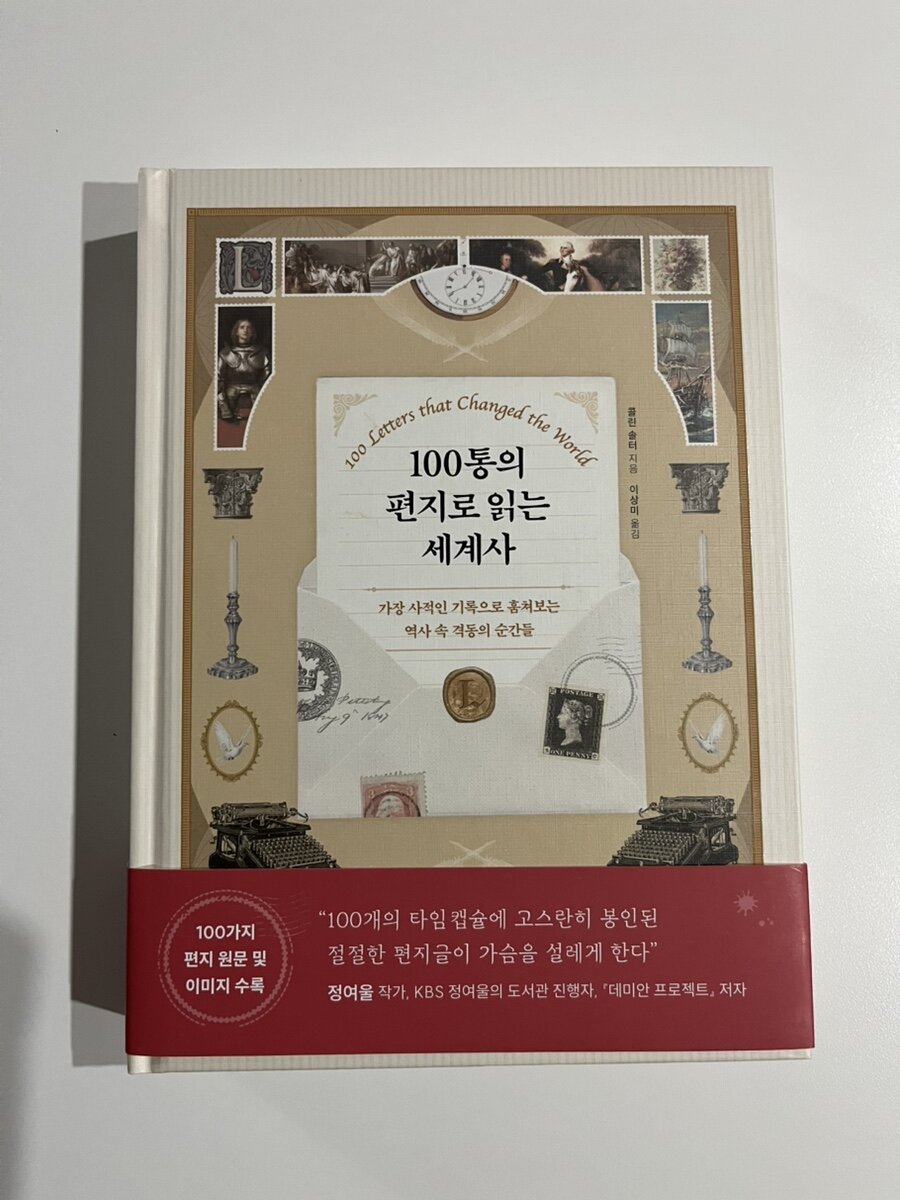 100 Letters that Changed the World
100통의
편지로 읽는
세계사
가장 사적인 기록으로 훔쳐보는
역사 속 격동의 순간들
콜린 솔터 지음 이상미 옮김
L
POSTAGE
ONE PENNY
100가지
편지 원문 및
이미지 수록
“100개의 타임캡슐에 고스란히 봉인된
절절한 편지글이 가슴을 설레게 한다”
정여울 작가, KBS 정여울의 도서관 진행자, 『데미안 프로젝트』 저자